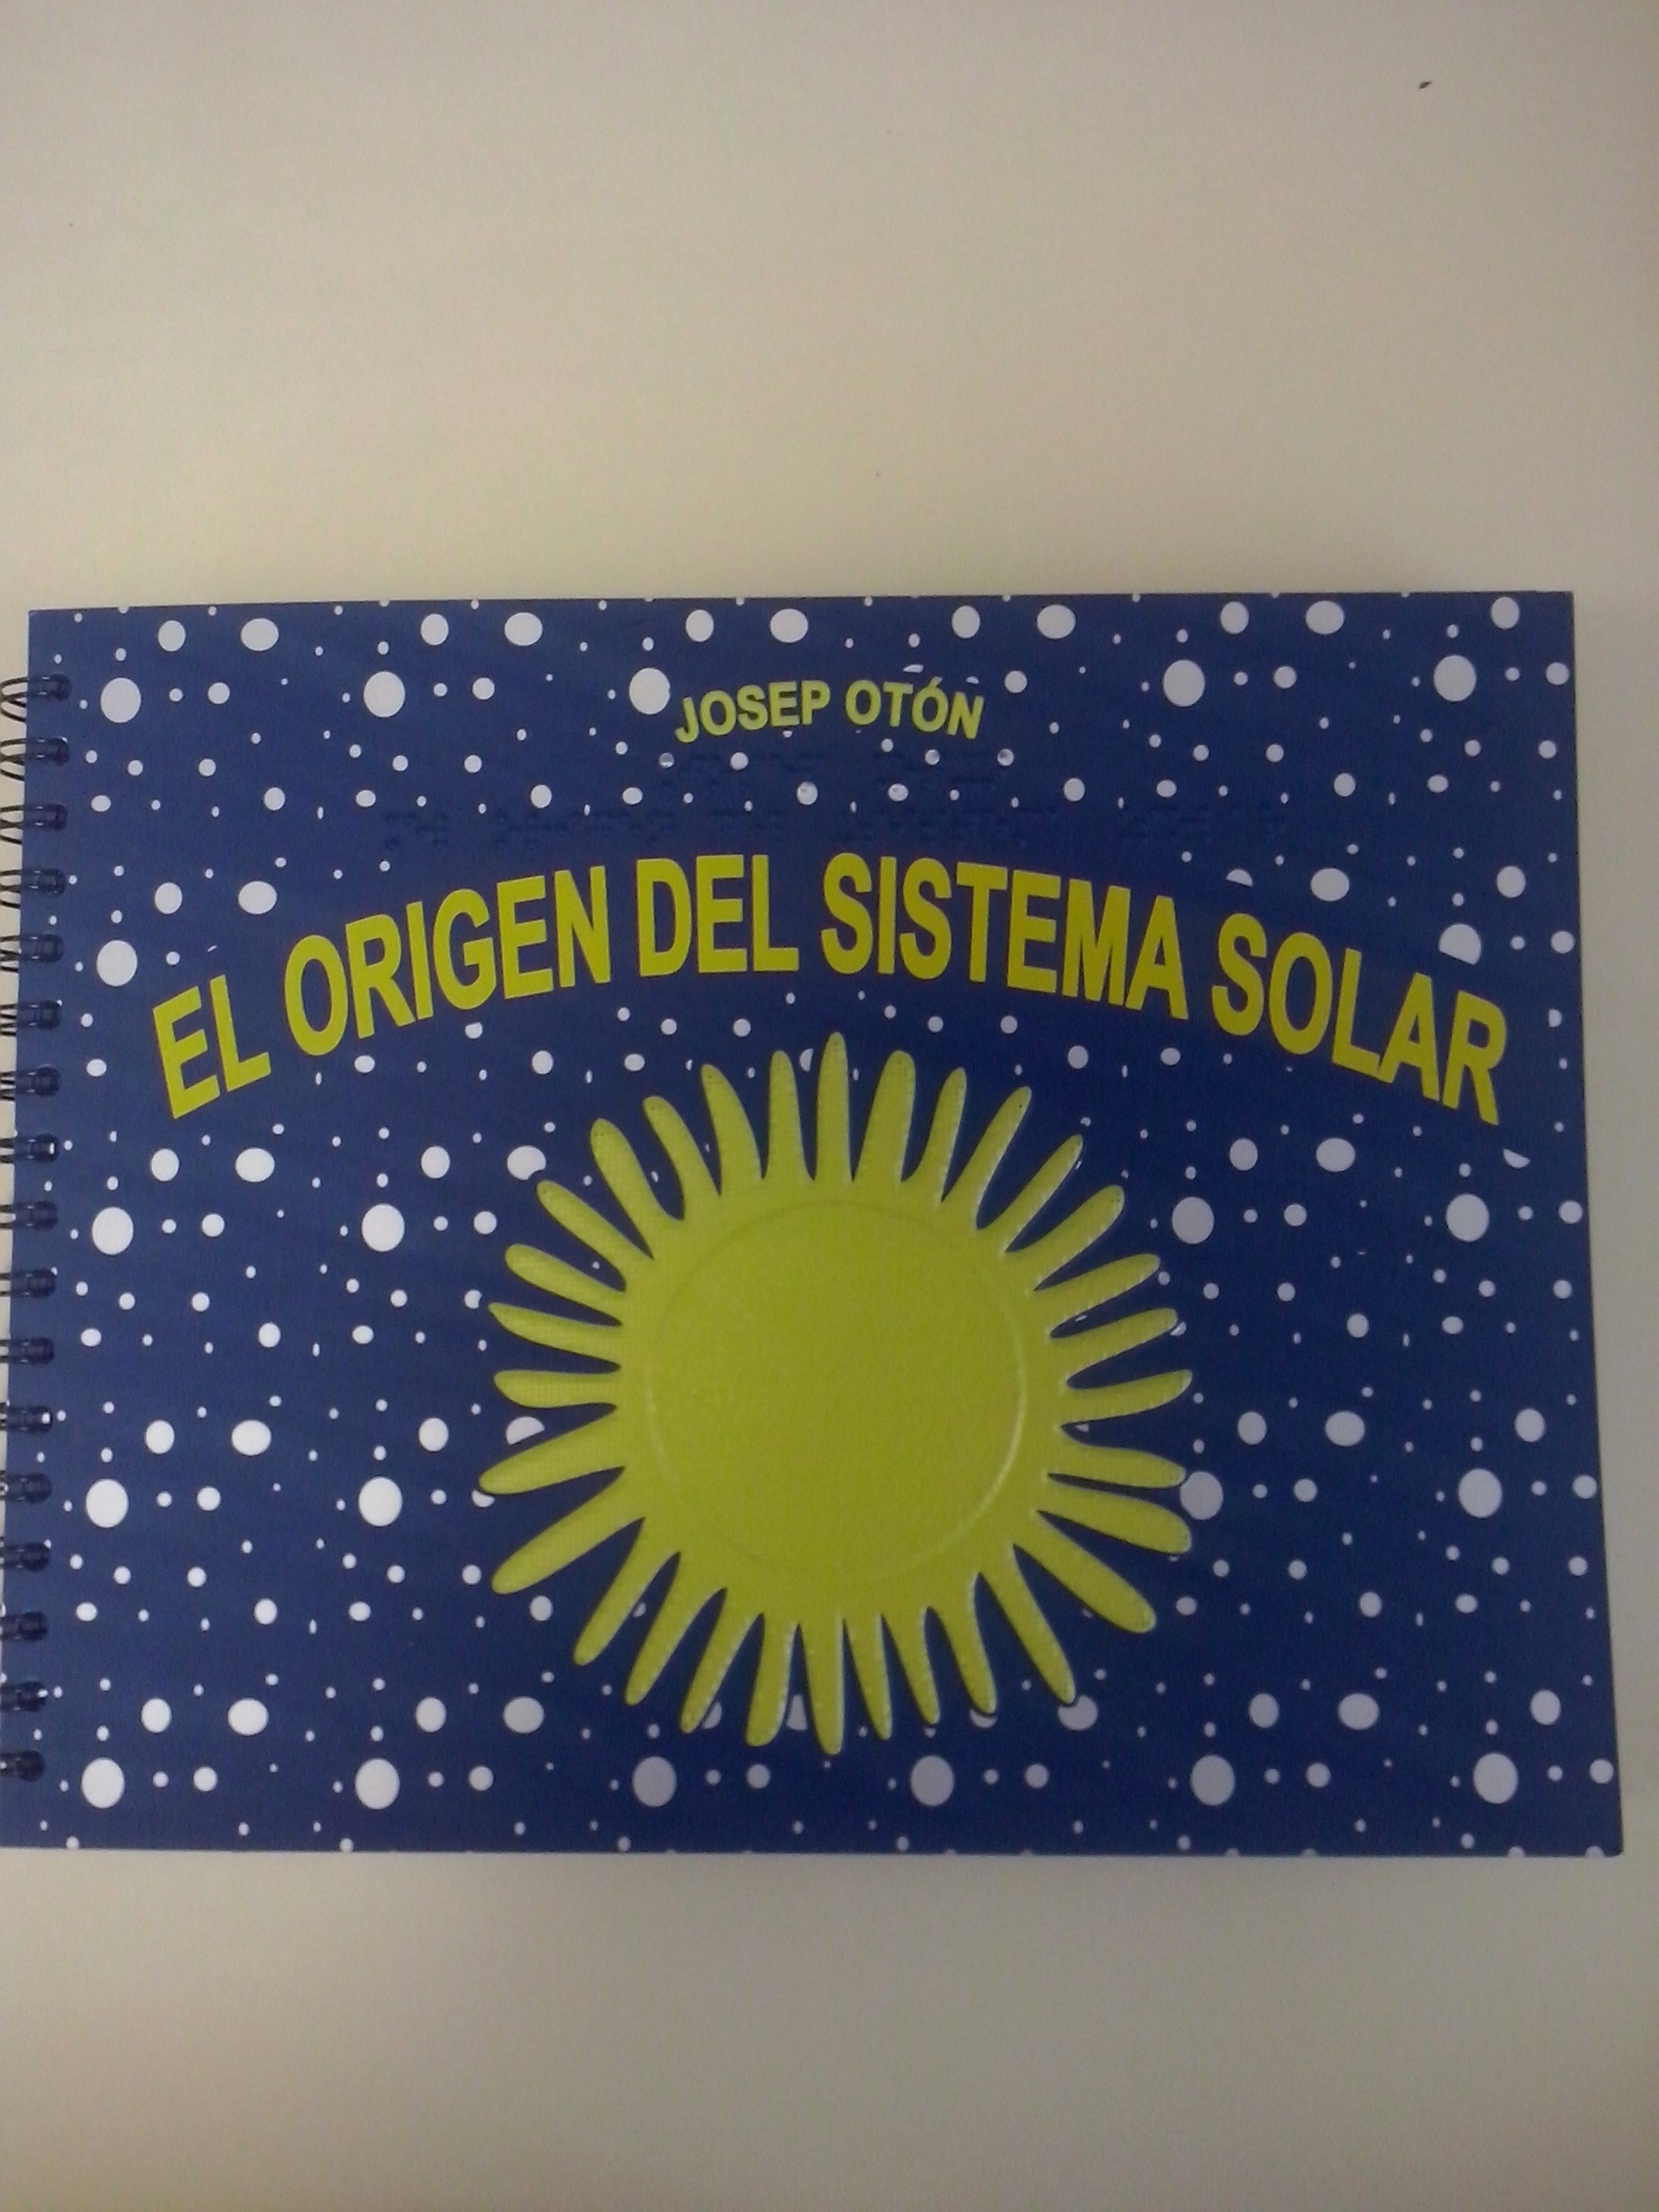 JOSEP OTÓN
EL ORIGEN DEL SISTEMA SOLAR